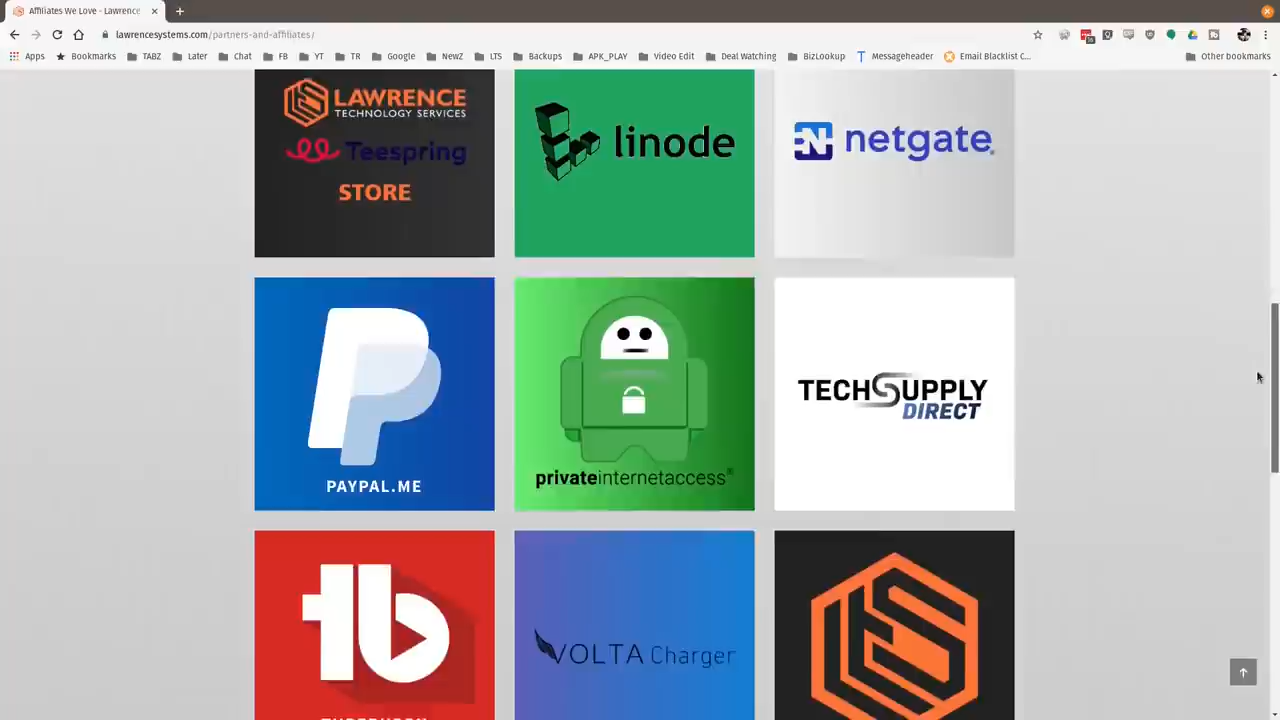 Affiliates We Love - Lawrence
lawrencesystems.com/partners-and-affiliates/
Apps Bookmarks TABZ Later Chat FB YT TR Google NewZ LTS Backups APK_PLAY Video Edit Deal Watching BizLookup Messageheader Email Blacklist C... Other bookmarks
LAWRENCE
TECHNOLOGY SERVICES
Teespring
STORE
linode
netgate
PAYPAL.ME
privateinternetaccess®
TECHSUPPLY
DIRECT
tb
VOLTA Charger